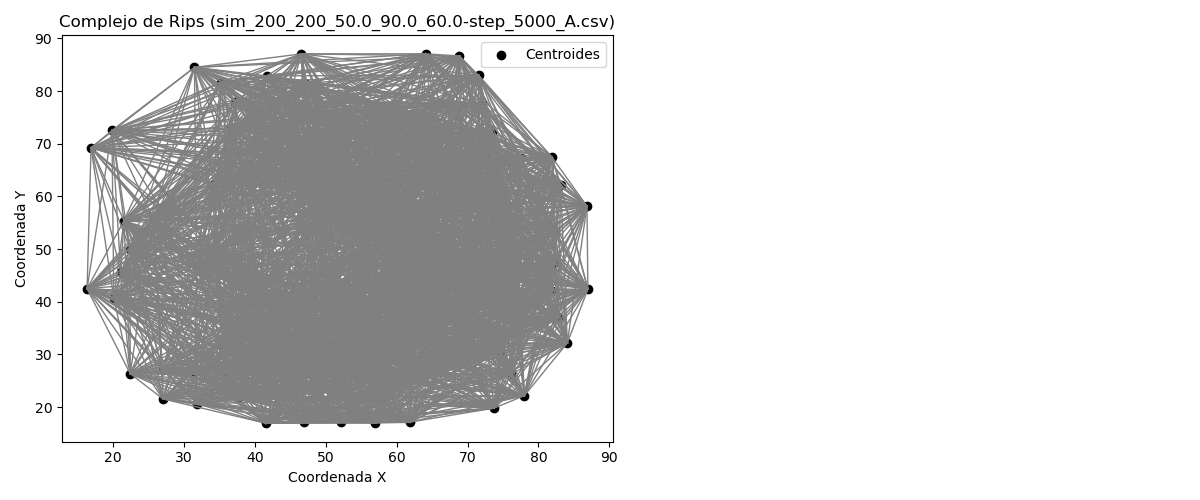 Complejo de Rips (sim_200_200_50.0_90.0_60.0-step_5000_A.csv)
90
80
70
60
50
40
30
20
Coordenada Y
Centroides
20 30 40 50 60 70 80 90
Coordenada X